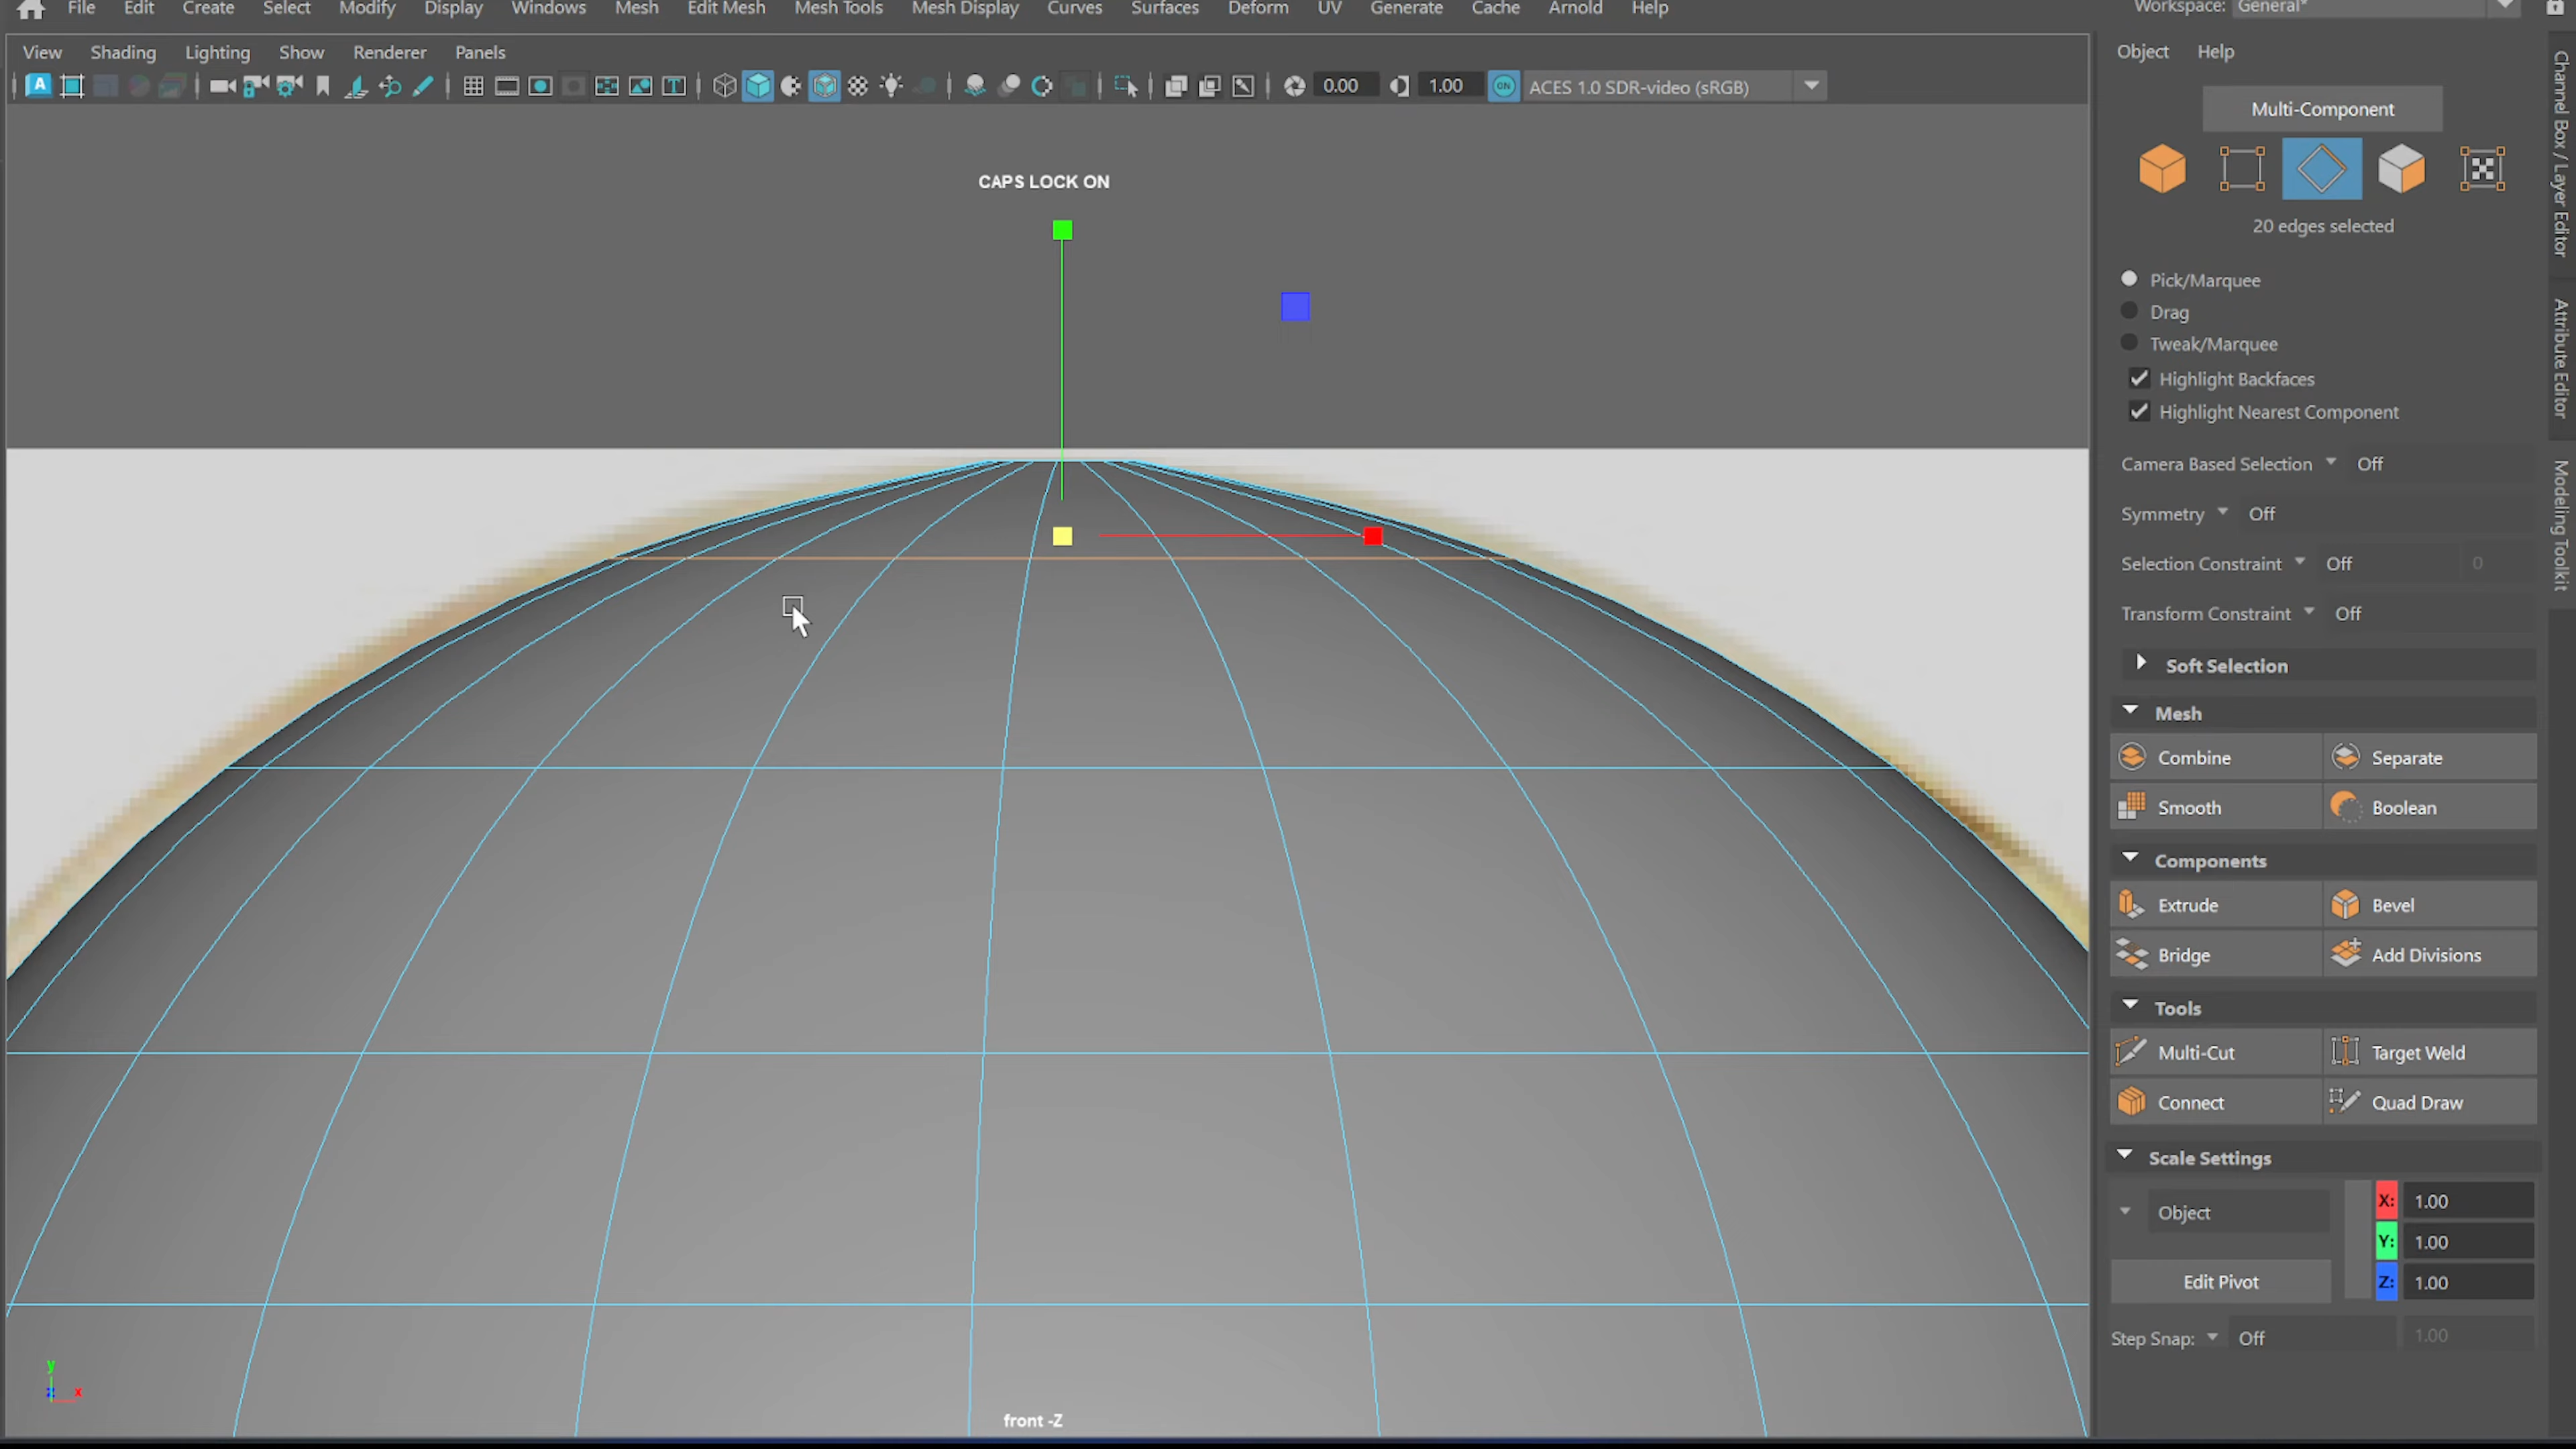 File Edit Create Select Modify Display Windows Mesh Edit Mesh Mesh Tools Mesh Display Curves Surfaces Deform UV Generate Cache Arnold Help
Workspace: General*
View Shading Lighting Show Renderer Panels
A T 0.00 1.00 ON ACES 1.0 SDR-video (sRGB)
CAPS LOCK ON
y
z x
front -Z
Object Help
Multi-Component
20 edges selected
Pick/Marquee
Drag
Tweak/Marquee
Highlight Backfaces
Highlight Nearest Component
Camera Based Selection Off
Symmetry Off
Selection Constraint Off 0
Transform Constraint Off
Soft Selection
Mesh
Combine Separate
Smooth Boolean
Components
Extrude Bevel
Bridge Add Divisions
Tools
Multi-Cut Target Weld
Connect Quad Draw
Scale Settings
Object
X: 1.00
Y: 1.00
Edit Pivot
Z: 1.00
Step Snap: Off 1.00
Channel Box / Layer Editor
Attribute Editor
Modeling Toolkit